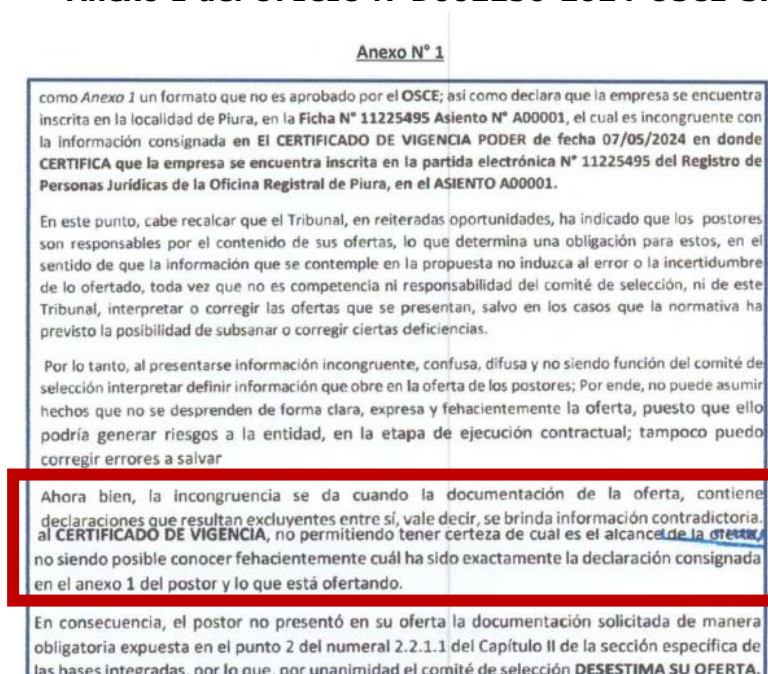 Anexo N° 1
como Anexo 1 un formato que no es aprobado por el OSCE; así como declara que la empresa se encuentra
inscrita en la localidad de Piura, en la Ficha N° 11225495 Asiento N° A00001, el cual es incongruente con
la información consignada en El CERTIFICADO DE VIGENCIA PODER de fecha 07/05/2024 en donde
CERTIFICA que la empresa se encuentra inscrita en la partida electrónica N° 11225495 del Registro de
Personas Jurídicas de la Oficina Registral de Piura, en el ASIENTO A00001.
En este punto, cabe recalcar que el Tribunal, en reiteradas oportunidades, ha indicado que los postores
son responsables por el contenido de sus ofertas, lo que determina una obligación para estos, en el
sentido de que la información que se contemple en la propuesta no induzca al error o la incertidumbre
de lo ofertado, toda vez que no es competencia ni responsabilidad del comité de selección, ni de este
Tribunal, interpretar o corregir las ofertas que se presentan, salvo en los casos que la normativa ha
previsto la posibilidad de subsanar o corregir ciertas deficiencias.
Por lo tanto, al presentarse información incongruente, confusa, difusa y no siendo función del comité de
selección interpretar definir información que obre en la oferta de los postores; Por ende, no puede asumir
hechos que no se desprenden de forma clara, expresa y fehacientemente la oferta, puesto que ello
podría generar riesgos a la entidad, en la etapa de ejecución contractual; tampoco puedo
corregir errores a salvar
Ahora bien, la incongruencia se da cuando la documentación de la oferta, contiene
declaraciones que resultan excluyentes entre sí, vale decir, se brinda información contradictoria.
al CERTIFICADO DE VIGENCIA, no permitiendo tener certeza de cual es el alcance de la oferta,
no siendo posible conocer fehacientemente cuál ha sido exactamente la declaración consignada
en el anexo 1 del postor y lo que está ofertando.
En consecuencia, el postor no presentó en su oferta la documentación solicitada de manera
obligatoria expuesta en el punto 2 del numeral 2.2.1.1 del Capítulo II de la sección específica de
las bases integradas, por lo que, por unanimidad el comité de selección DESESTIMA SU OFERTA.